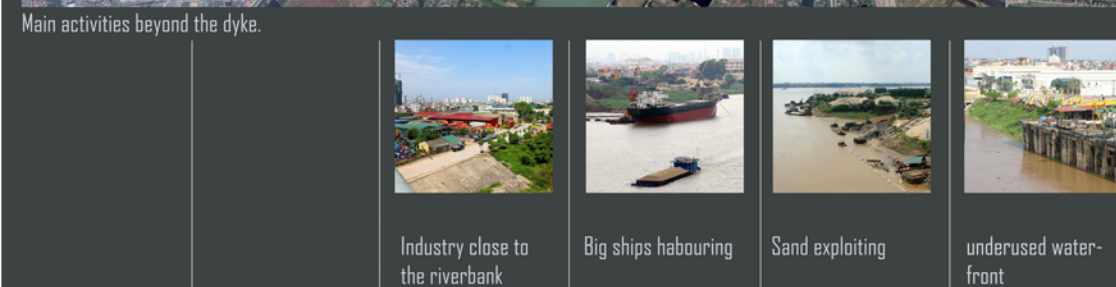 Main activities beyond the dyke.
Industry close to
the riverbank
Big ships habouring
Sand exploiting
underused water-
front